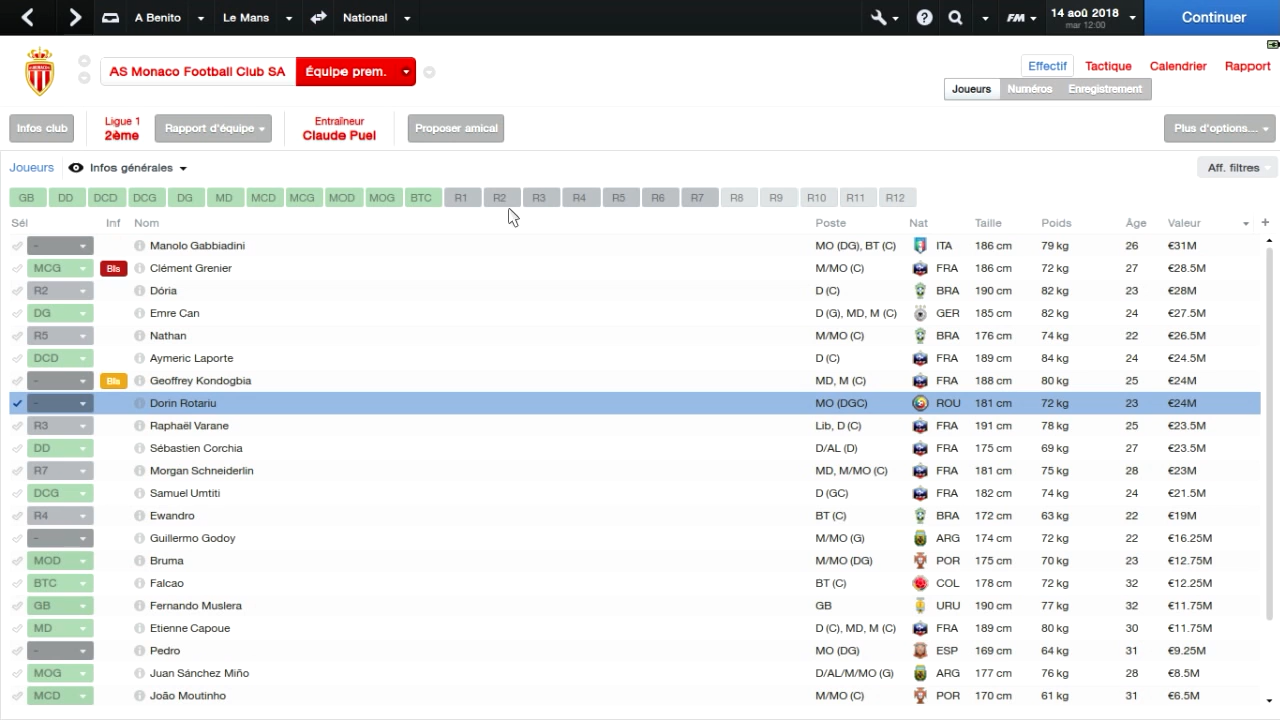 A Benito Le Mans National FM 14 aoû 2018 mar 12:00 Continuer
AS Monaco Football Club SA Équipe prem.
Effectif Tactique Calendrier Rapport
Joueurs Numéros Enregistrement
Infos club Ligue 1 2ème Rapport d'équipe Entraîneur Claude Puel Proposer amical Plus d'options...
Joueurs Infos générales Aff. filtres
GB DD DCD DCG DG MD MCD MCG MOD MOG BTC R1 R2 R3 R4 R5 R6 R7 R8 R9 R10 R11 R12
Sél Inf Nom Poste Nat Taille Poids Âge Valeur +
- Manolo Gabbiadini MO (DG), BT (C) ITA 186 cm 79 kg 26 €31M
MCG Bls Clément Grenier M/MO (C) FRA 186 cm 72 kg 27 €28.5M
R2 Dória D (C) BRA 190 cm 82 kg 23 €28M
DG Emre Can D (G), MD, M (C) GER 185 cm 82 kg 24 €27.5M
R5 Nathan M/MO (C) BRA 176 cm 74 kg 22 €26.5M
DCD Aymeric Laporte D (C) FRA 189 cm 84 kg 24 €24.5M
- Bls Geoffrey Kondogbia MD, M (C) FRA 188 cm 80 kg 25 €24M
- Dorin Rotariu MO (DGC) ROU 181 cm 72 kg 23 €24M
R3 Raphaël Varane Lib, D (C) FRA 191 cm 78 kg 25 €23.5M
DD Sébastien Corchia D/AL (D) FRA 175 cm 69 kg 27 €23.5M
R7 Morgan Schneiderlin MD, M/MO (C) FRA 181 cm 75 kg 28 €23M
DCG Samuel Umtiti D (GC) FRA 182 cm 74 kg 24 €21.5M
R4 Ewandro BT (C) BRA 172 cm 63 kg 22 €19M
- Guillermo Godoy M/MO (G) ARG 174 cm 72 kg 22 €16.25M
MOD Bruma M/MO (DG) POR 175 cm 70 kg 23 €12.75M
BTC Falcao BT (C) COL 178 cm 72 kg 32 €12.25M
GB Fernando Muslera GB URU 190 cm 77 kg 32 €11.75M
MD Etienne Capoue D (C), MD, M (C) FRA 189 cm 80 kg 30 €11.75M
- Pedro MO (DG) ESP 169 cm 64 kg 31 €9.25M
MOG Juan Sánchez Miño D/AL/M/MO (G) ARG 177 cm 76 kg 28 €8.5M
MCD João Moutinho M/MO (C) POR 170 cm 61 kg 31 €6.5M